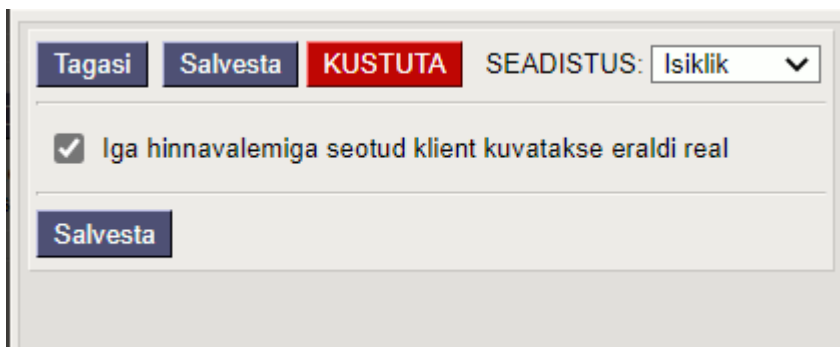 Tagasi Salvesta KUSTUTA SEADISTUS: Isiklik
Iga hinnavalemiga seotud klient kuvatakse eraldi real
Salvesta